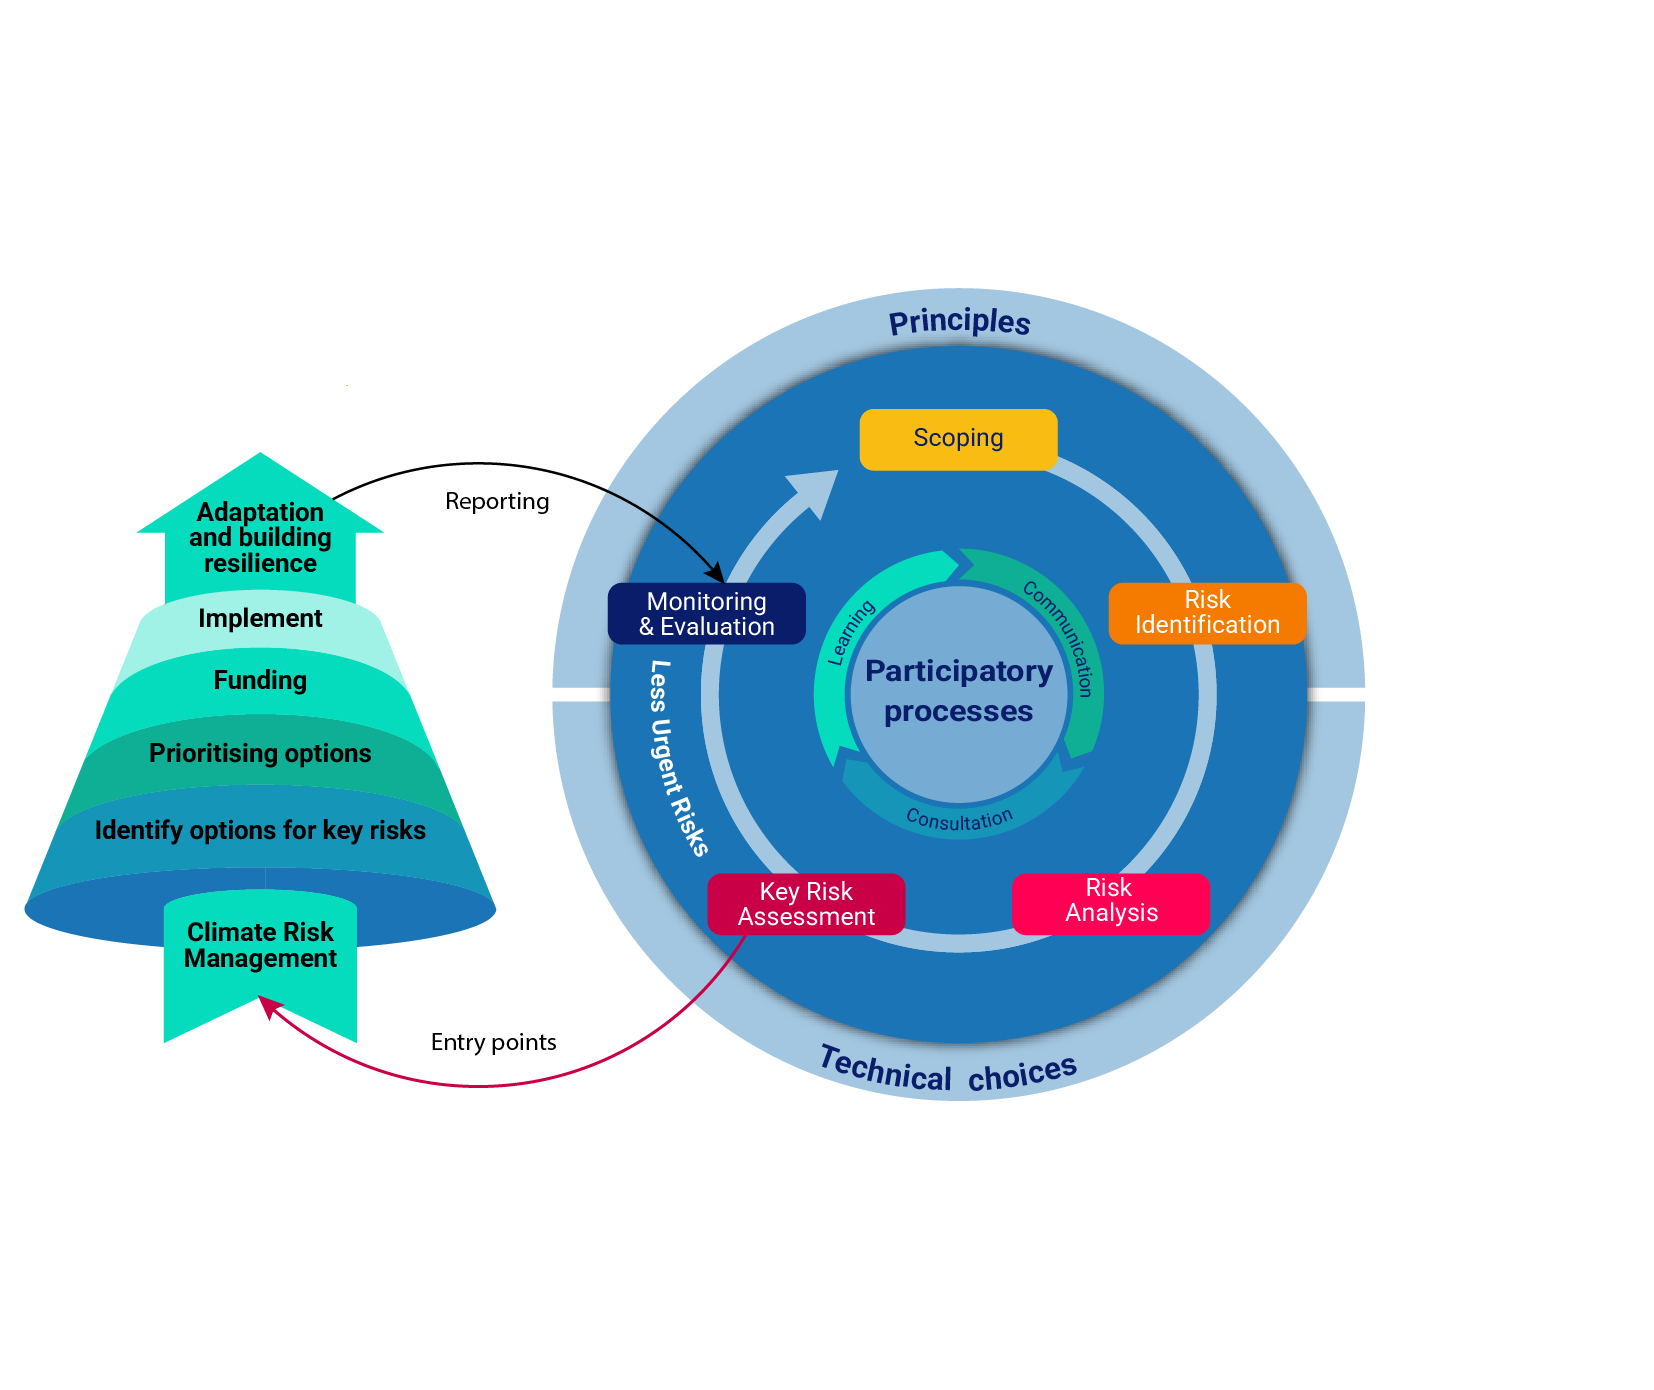 Adaptation
and building
resilience
Implement
Funding
Prioritising options
Identify options for key risks
Climate Risk
Management
Reporting
Entry points
Principles
Scoping
Risk
Identification
Risk
Analysis
Key Risk
Assessment
Less Urgent Risks
Monitoring
& Evaluation
Learning
Communication
Consultation
Participatory
processes
Technical choices